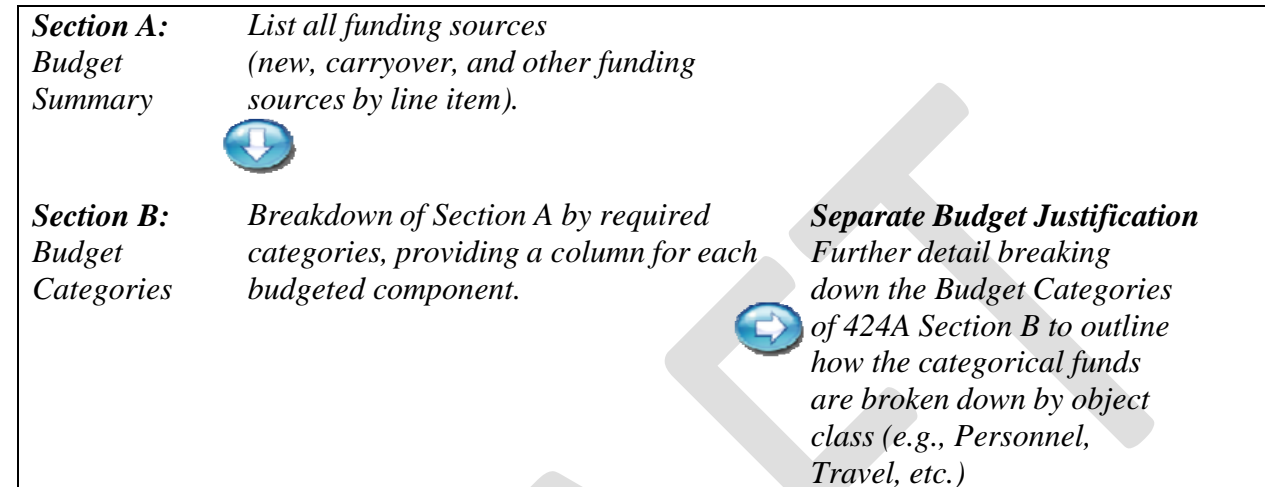 Section A: List all funding sources
Budget (new, carryover, and other funding
Summary sources by line item).
Section B: Breakdown of Section A by required Separate Budget Justification
Budget categories, providing a column for each Further detail breaking
Categories budgeted component. down the Budget Categories
of 424A Section B to outline
how the categorical funds
are broken down by object
class (e.g., Personnel,
Travel, etc.)